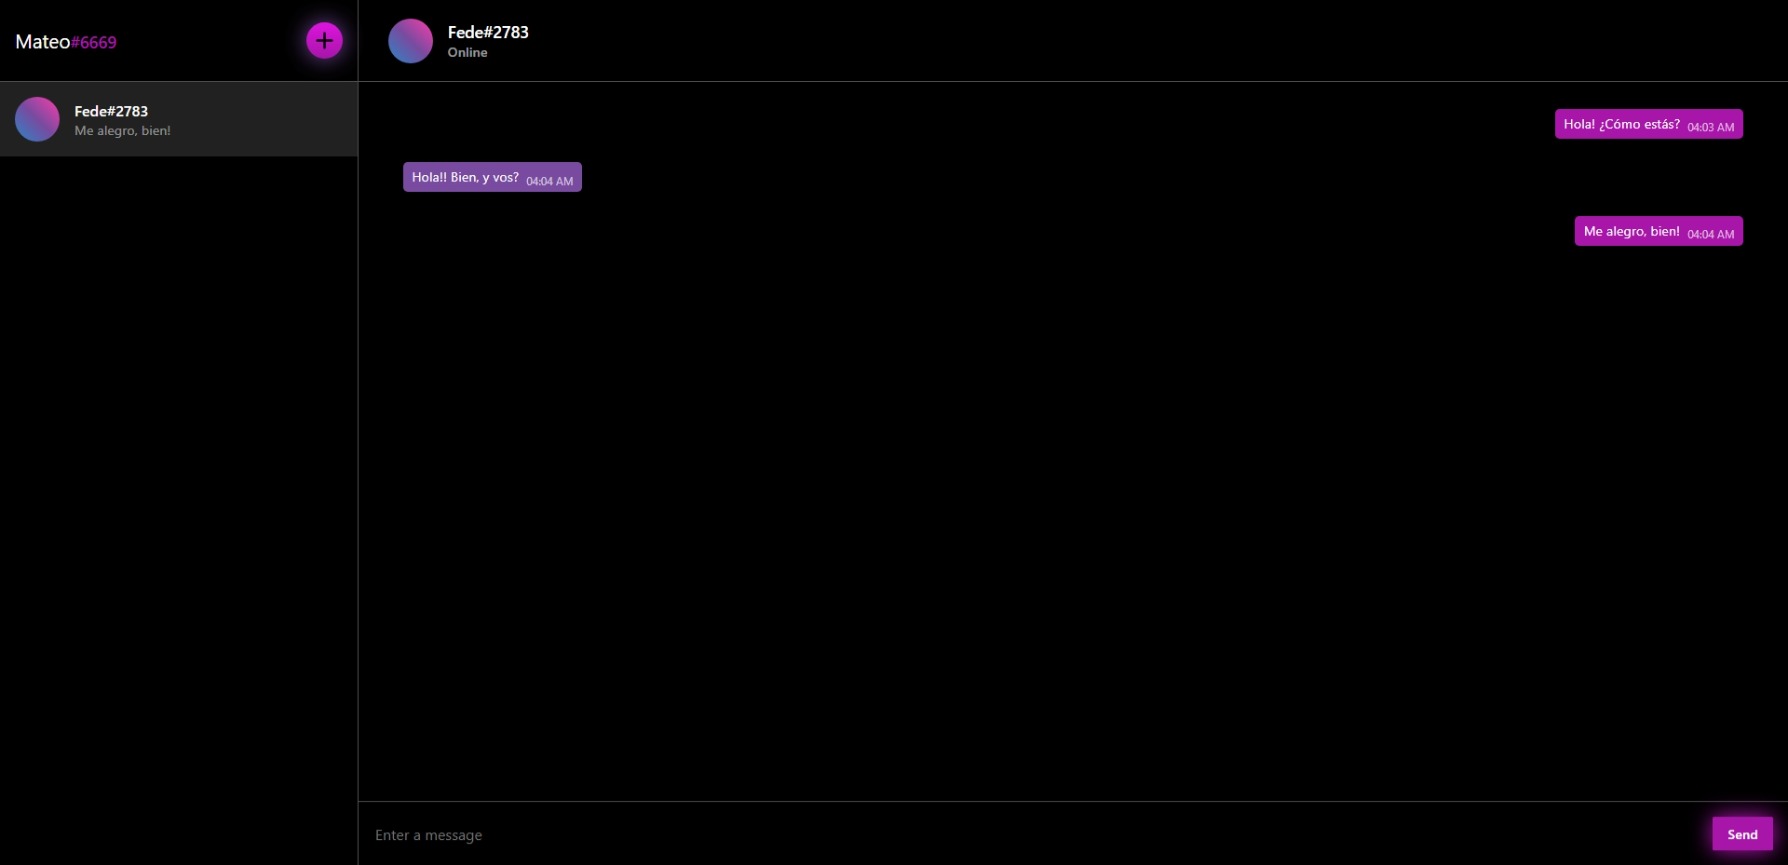 Mateo#6669
Fede#2783
Me alegro, bien!
Fede#2783
Online
Hola! ¿Cómo estás? 04:03 AM
Hola!! Bien, y vos? 04:04 AM
Me alegro, bien! 04:04 AM
Enter a message
Send